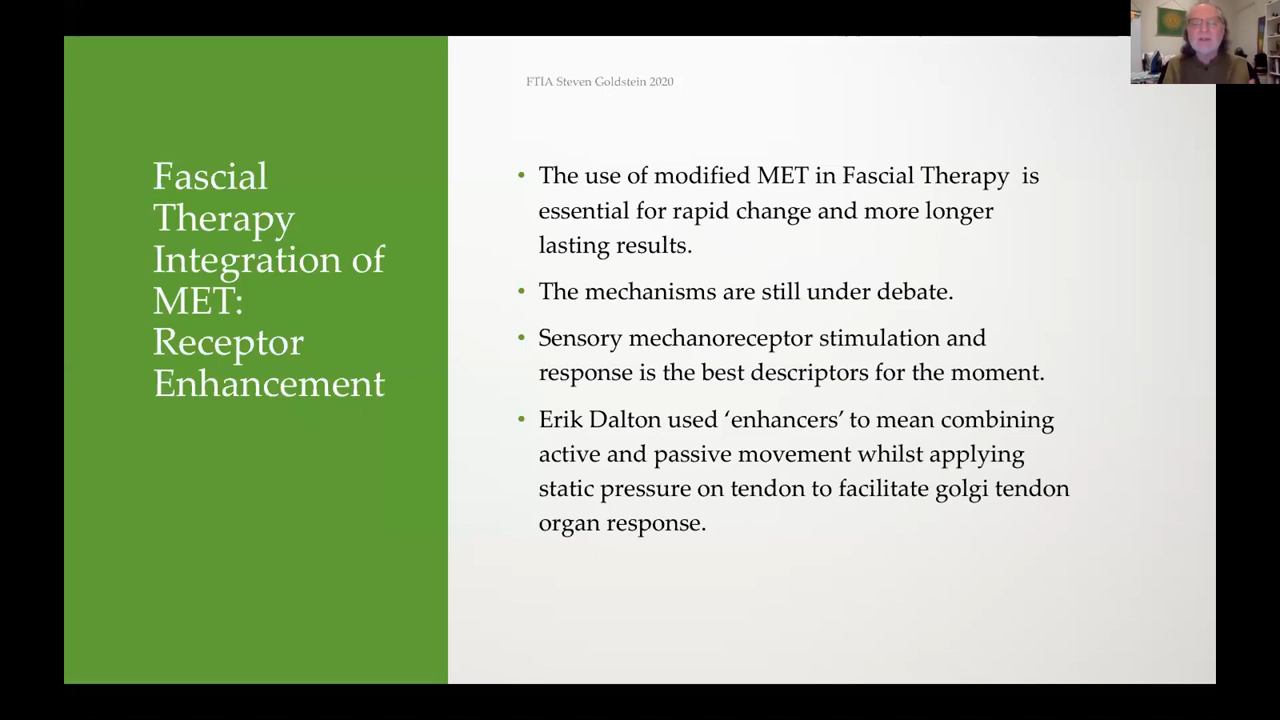 FTIA Steven Goldstein 2020
Fascial
Therapy
Integration of
MET:
Receptor
Enhancement
• The use of modified MET in Fascial Therapy  is
essential for rapid change and more longer
lasting results.
• The mechanisms are still under debate.
• Sensory mechanoreceptor stimulation and
response is the best descriptors for the moment.
• Erik Dalton used ‘enhancers’ to mean combining
active and passive movement whilst applying
static pressure on tendon to facilitate golgi tendon
organ response.